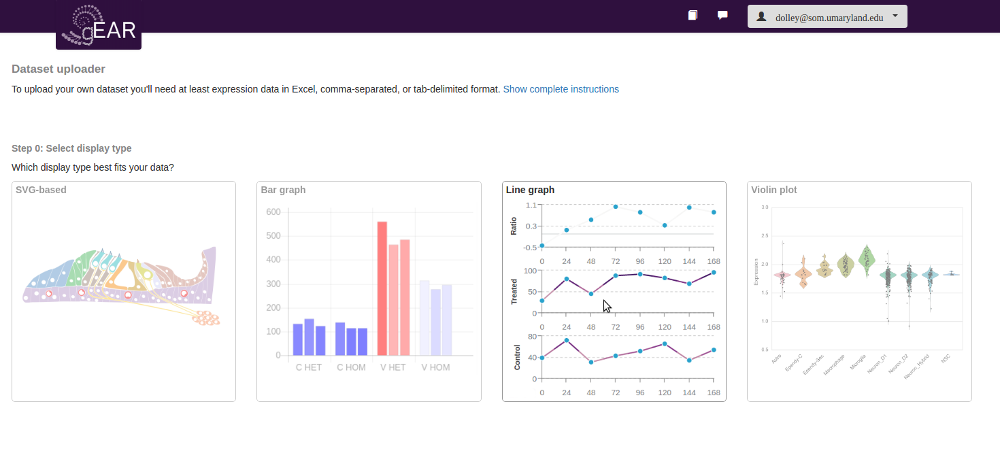 gEAR
dolley@som.umaryland.edu
Dataset uploader
To upload your own dataset you'll need at least expression data in Excel, comma-separated, or tab-delimited format. Show complete instructions
Step 0: Select display type
Which display type best fits your data?
SVG-based
Bar graph
600
500
400
300
200
100
0
C HET C HOM V HET V HOM
Line graph
Ratio
1.1
0.3
-0.5
0 24 48 72 96 120 144 168
Treated
100
50
0
0 24 48 72 96 120 144 168
Control
80
40
0
0 24 48 72 96 120 144 168
Violin plot
Expression
3.0
2.5
2.0
1.5
1.0
0.5
Astro Ependy-C Ependy-Sec Macrophage Microglia Neuron_D1 Neuron_D2 Neuron_Hybrid NSC